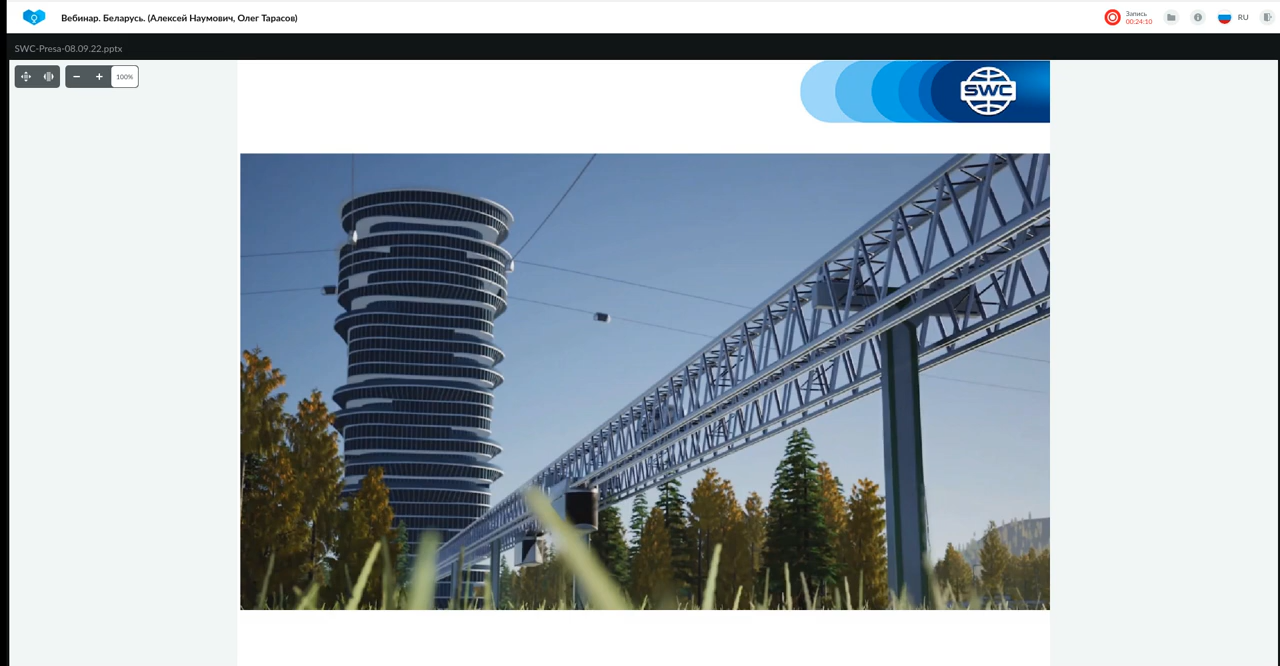 Вебинар. Беларусь. (Алексей Наумович, Олег Тарасов)
Запись
00:24:10
RU
SWC-Presa-08.09.22.pptx
100%
SWC